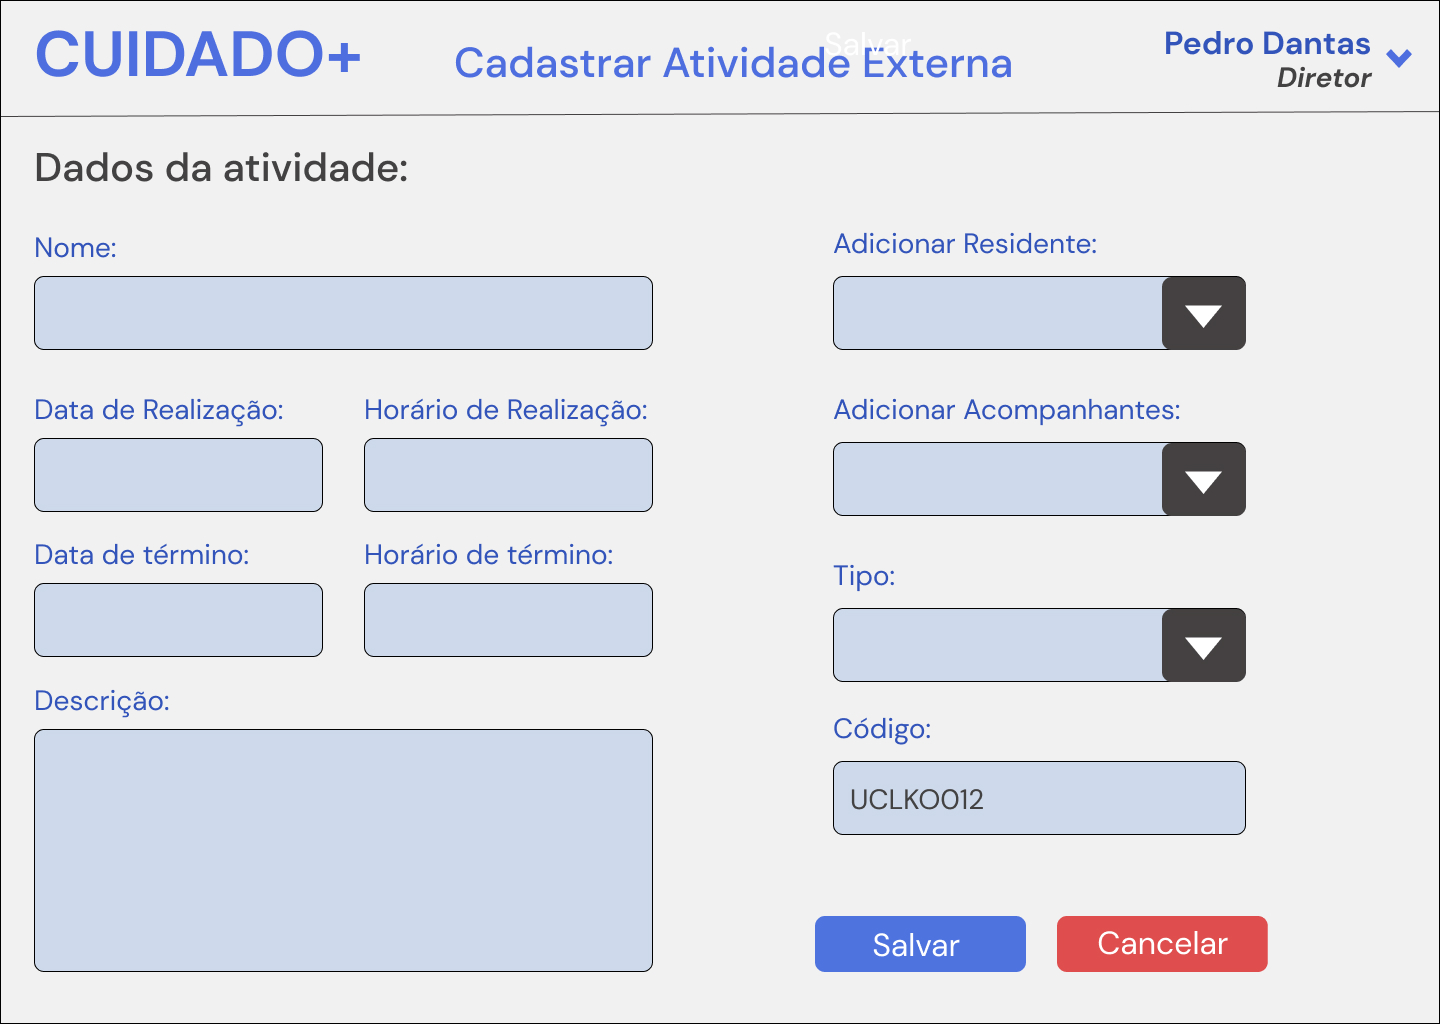 CUIDADO+
Salvar
Cadastrar Atividade Externa
Pedro Dantas
Diretor
Dados da atividade:
Nome:
Adicionar Residente:
Data de Realização:
Horário de Realização:
Adicionar Acompanhantes:
Data de término:
Horário de término:
Tipo:
Descrição:
Código:
UCLKO012
Salvar
Cancelar